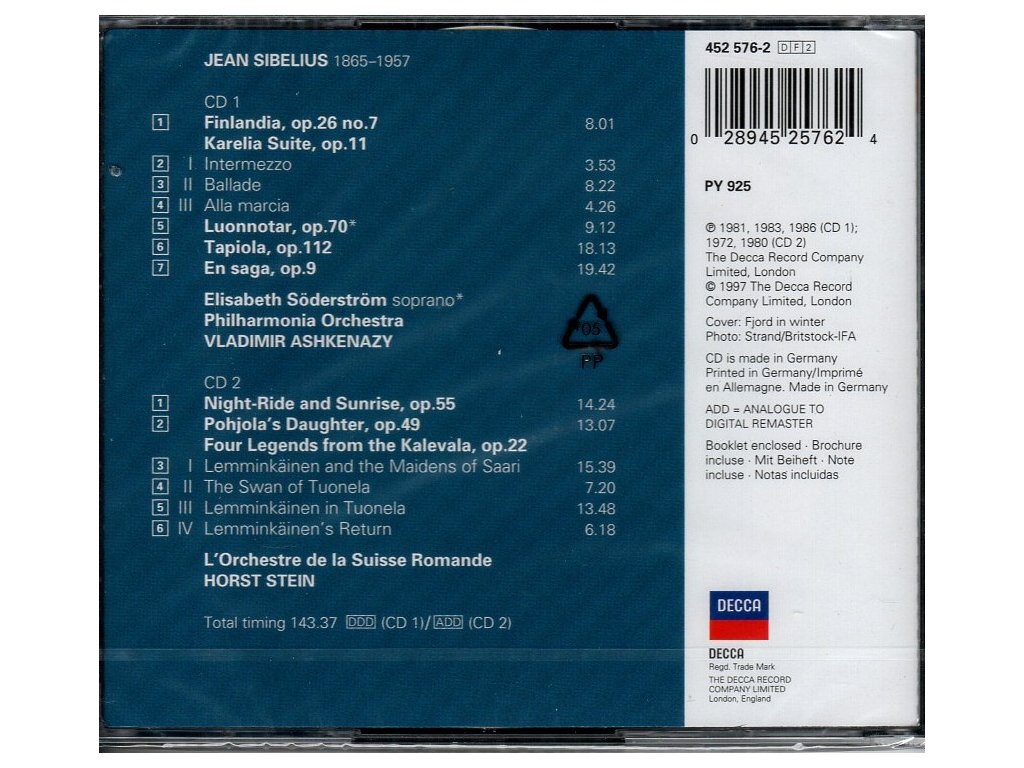 JEAN SIBELIUS 1865–1957
CD 1
1 Finlandia, op.26 no.7 8.01
Karelia Suite, op.11
2 I Intermezzo 3.53
3 II Ballade 8.22
4 III Alla marcia 4.26
5 Luonnotar, op.70* 9.12
6 Tapiola, op.112 18.13
7 En saga, op.9 19.42
Elisabeth Söderström soprano*
Philharmonia Orchestra
VLADIMIR ASHKENAZY
05
PP
CD 2
1 Night-Ride and Sunrise, op.55 14.24
2 Pohjola's Daughter, op.49 13.07
Four Legends from the Kalevala, op.22
3 I Lemminkäinen and the Maidens of Saari 15.39
4 II The Swan of Tuonela 7.20
5 III Lemminkäinen in Tuonela 13.48
6 IV Lemminkäinen's Return 6.18
L'Orchestre de la Suisse Romande
HORST STEIN
Total timing 143.37 DDD (CD 1)/ADD (CD 2)
452 576-2 DF2
0 28945 25762 4
PY 925
℗ 1981, 1983, 1986 (CD 1);
1972, 1980 (CD 2)
The Decca Record Company
Limited, London
© 1997 The Decca Record
Company Limited, London
Cover: Fjord in winter
Photo: Strand/Britstock-IFA
CD is made in Germany
Printed in Germany/Imprimé
en Allemagne. Made in Germany
ADD = ANALOGUE TO
DIGITAL REMASTER
Booklet enclosed · Brochure
incluse · Mit Beiheft · Note
incluse · Notas incluidas
DECCA
DECCA
Regd. Trade Mark
THE DECCA RECORD
COMPANY LIMITED
London, England